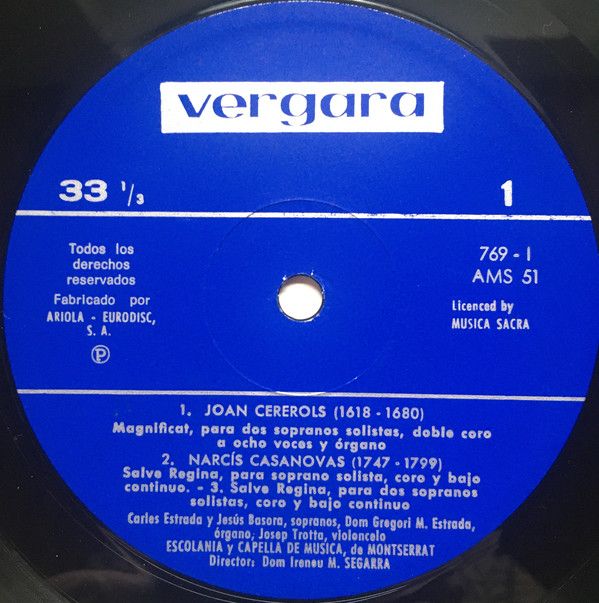 vergara
33 1/3
1
Todos los
derechos
reservados
Fabricado por
ARIOLA - EURODISC,
S. A.
℗
769 - I
AMS 51
Licenced by
MUSICA SACRA
1. JOAN CEREROLS (1618 - 1680)
Magnificat, para dos sopranos solistas, doble coro
a ocho voces y órgano
2. NARCÍS CASANOVAS (1747 - 1799)
Salve Regina, para soprano solista, coro y bajo
continuo. - 3. Salve Regina, para dos sopranos
solistas, coro y bajo continuo
Carles Estrada y Jesús Basora, sopranos, Dom Gregori M. Estrada,
órgano, Josep Trotta, violoncelo
ESCOLANIA y CAPELLA DE MUSICA, de MONTSERRAT
Director: Dom Ireneu M. SEGARRA